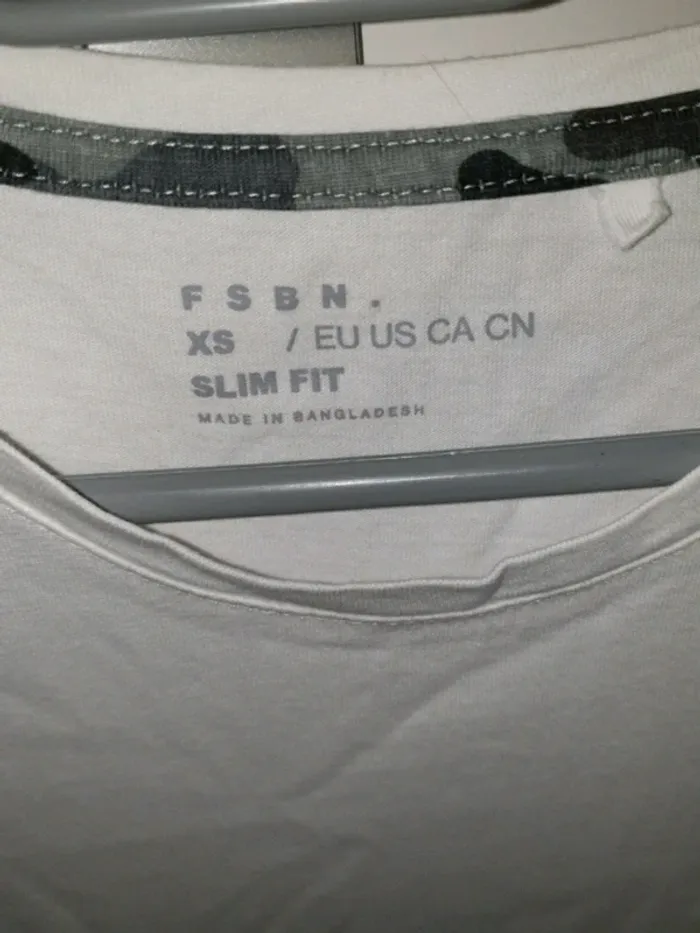 F S B N .
XS / EU US CA CN
SLIM FIT
MADE IN BANGLADESH